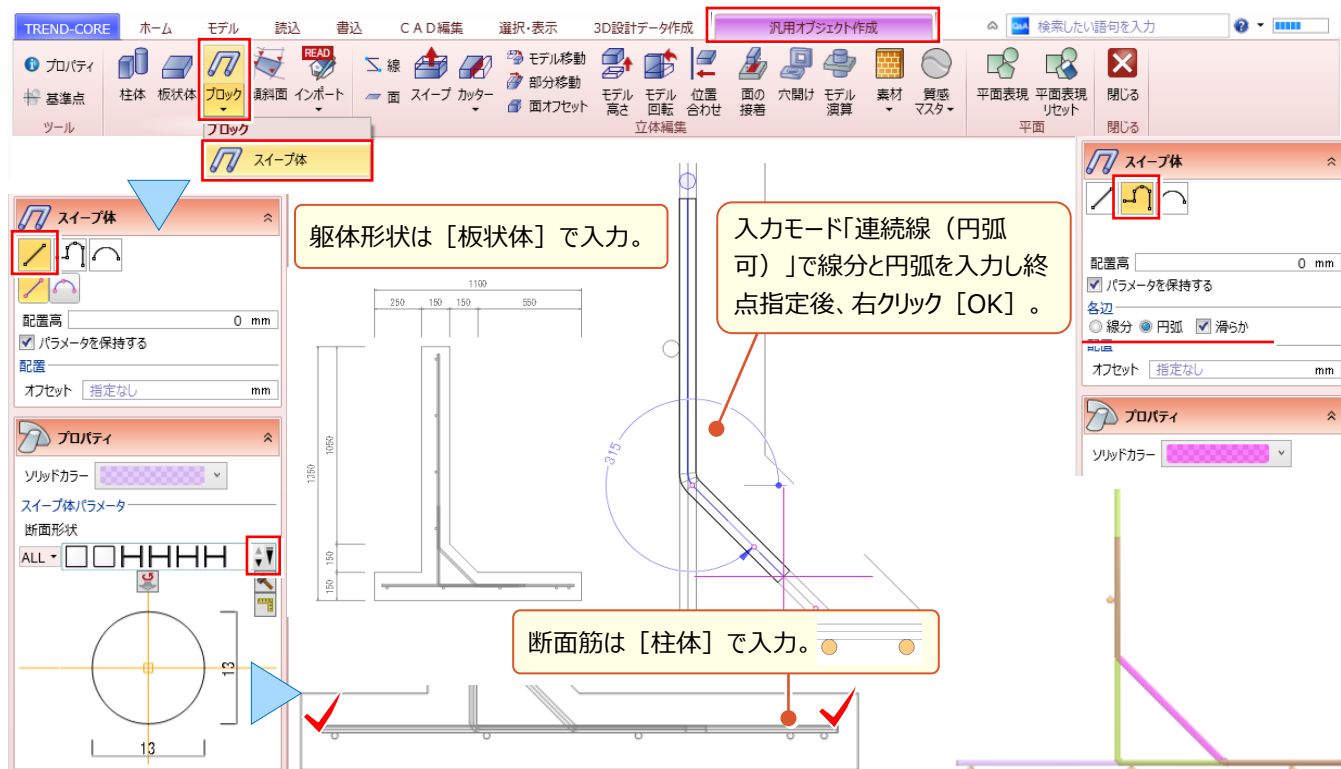 TREND-CORE
ホーム
モデル
読込
書込
ＣＡＤ編集
選択・表示
3D設計データ作成
汎用オブジェクト作成
Q&A
検索したい語句を入力
プロパティ
基準点
ツール
柱体
板状体
ブロック
傾斜面
READ
インポート
線
面
スイープ
カッター
モデル移動
部分移動
面オフセット
モデル
高さ
モデル
回転
位置
合わせ
面の
接着
穴開け
モデル
演算
素材
質感
マスタ
立体編集
平面表現
平面表現
リセット
平面
閉じる
閉じる
ブロック
スイープ体
スイープ体
配置高 0 mm
パラメータを保持する
配置
オフセット 指定なし mm
プロパティ
ソリッドカラー
スイープ体パラメータ
断面形状
ALL
13
13
躯体形状は［板状体］で入力。
1100
250 150 150 550
1350
1050
150
150
入力モード「連続線（円弧
可）」で線分と円弧を入力し終
点指定後、右クリック［OK］。
315
断面筋は［柱体］で入力。
スイープ体
配置高 0 mm
パラメータを保持する
各辺
線分 円弧 滑らか
配置
オフセット 指定なし mm
プロパティ
ソリッドカラー